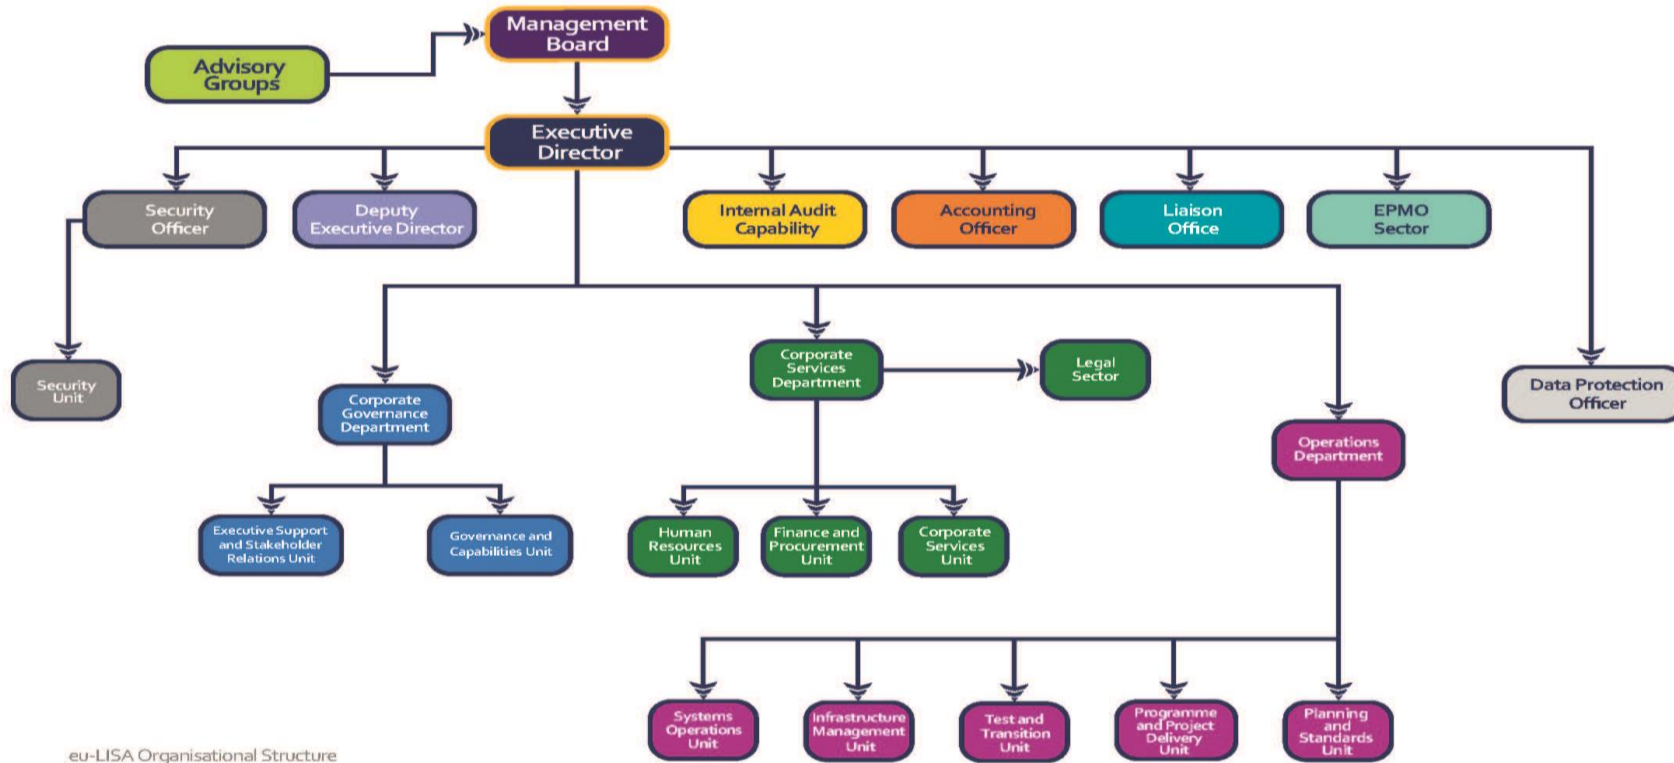 Management
Board
Advisory
Groups
Executive
Director
Security
Officer
Deputy
Executive Director
Internal Audit
Capability
Accounting
Officer
Liaison
Office
EPMO
Sector
Security
Unit
Corporate
Governance
Department
Corporate
Services
Department
Legal
Sector
Data Protection
Officer
Operations
Department
Executive Support
and Stakeholder
Relations Unit
Governance and
Capabilities Unit
Human
Resources
Unit
Finance and
Procurement
Unit
Corporate
Services
Unit
Systems
Operations
Unit
Infrastructure
Management
Unit
Test and
Transition
Unit
Programme
and Project
Delivery
Unit
Planning
and
Standards
Unit
eu-LISA Organisational Structure